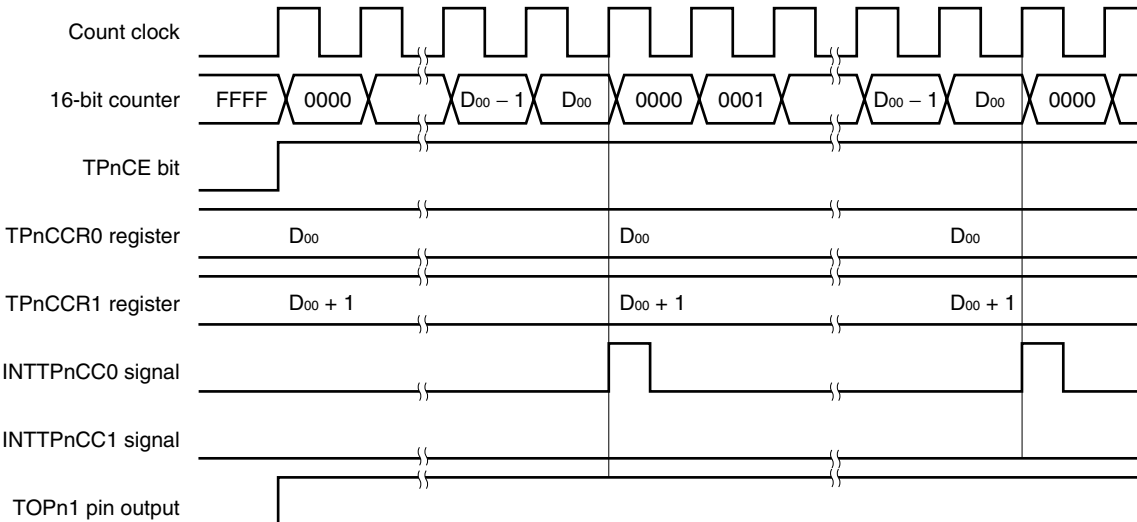 Count clock
16-bit counter FFFF 0000 D₀₀ − 1 D₀₀ 0000 0001 D₀₀ − 1 D₀₀ 0000
TPnCE bit
TPnCCR0 register D₀₀ D₀₀ D₀₀
TPnCCR1 register D₀₀ + 1 D₀₀ + 1 D₀₀ + 1
INTTPnCC0 signal
INTTPnCC1 signal
TOPn1 pin output